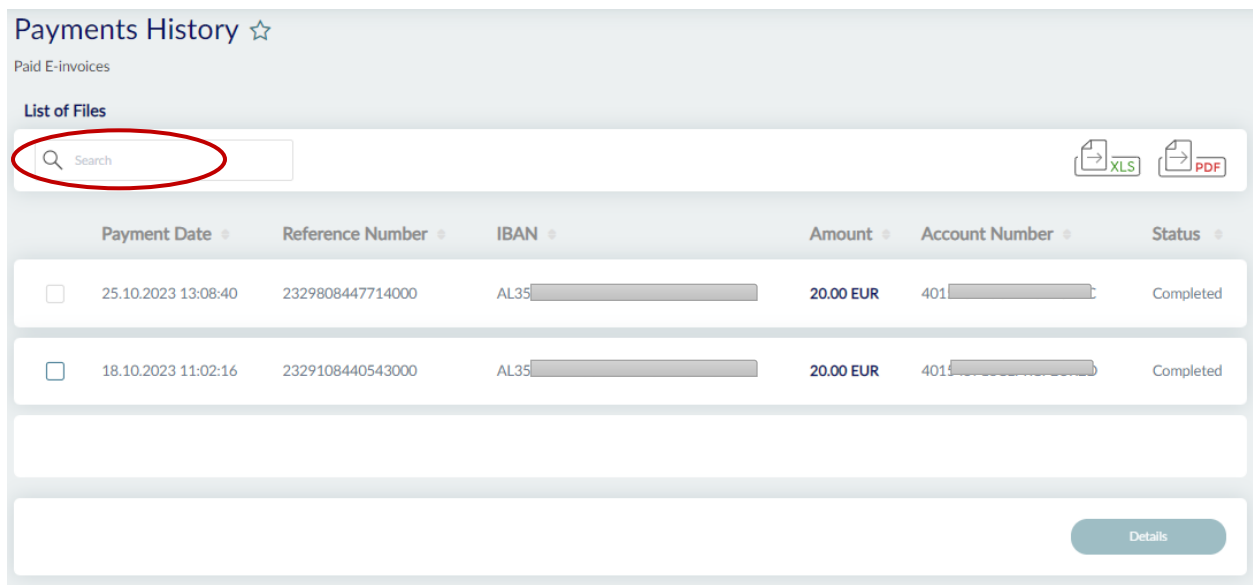 Payments History
Paid E-invoices
List of Files
Search XLS PDF
Payment Date Reference Number IBAN Amount Account Number Status
25.10.2023 13:08:40 2329808447714000 AL35 20.00 EUR 401 Completed
18.10.2023 11:02:16 2329108440543000 AL35 20.00 EUR 401 Completed
Details